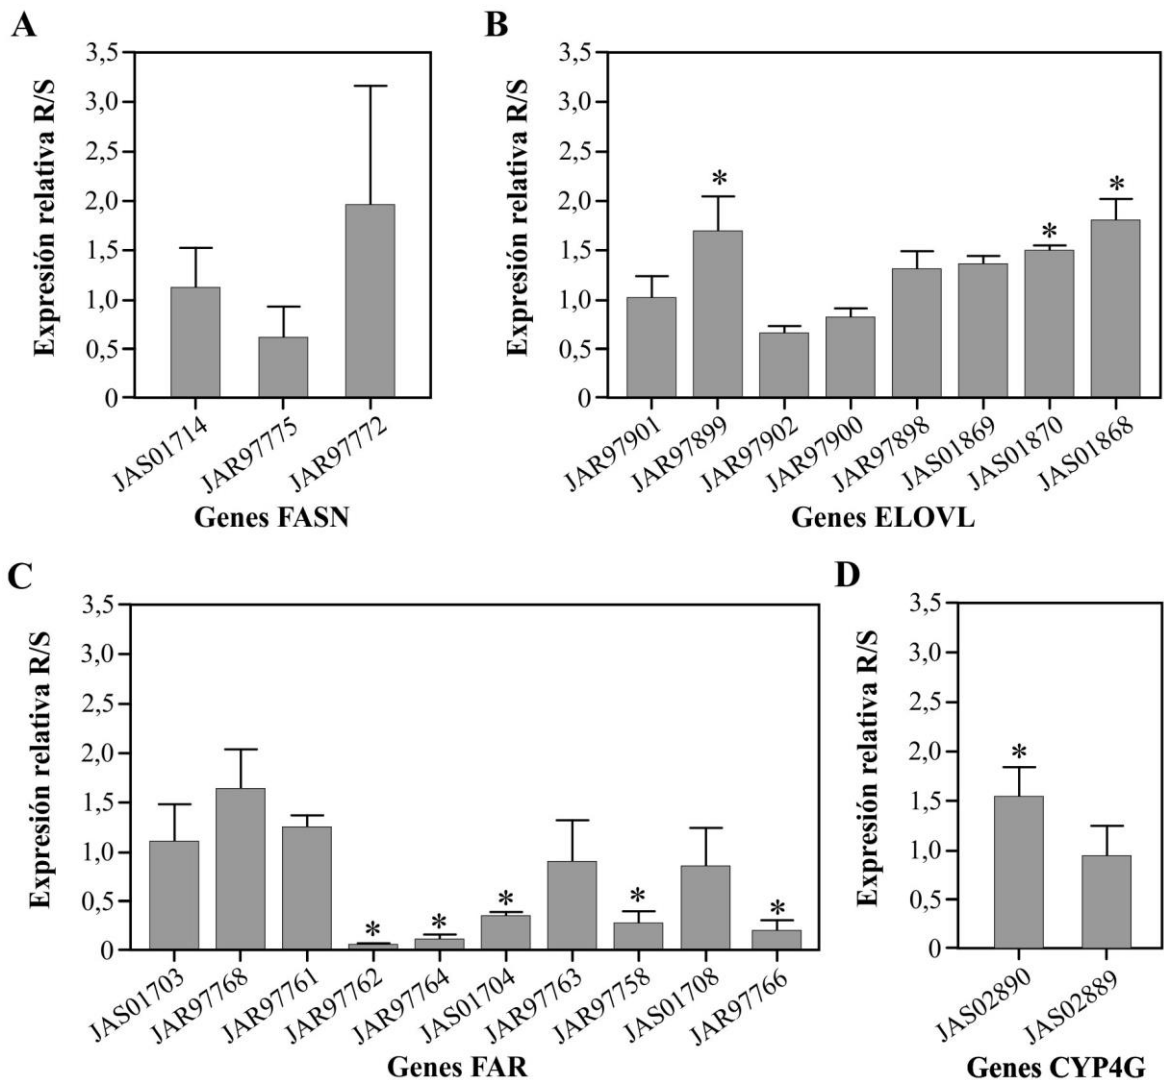 A
Expresión relativa R/S
3,5
3,0
2,5
2,0
1,5
1,0
0,5
0
JAS01714
JAR97775
JAR97772
Genes FASN
B
Expresión relativa R/S
3,5
3,0
2,5
2,0
1,5
1,0
0,5
0
*
*
*
JAR97901
JAR97899
JAR97902
JAR97900
JAR97898
JAS01869
JAS01870
JAS01868
Genes ELOVL
C
Expresión relativa R/S
3,5
3,0
2,5
2,0
1,5
1,0
0,5
0
*
*
*
*
*
JAS01703
JAR97768
JAR97761
JAR97762
JAR97764
JAS01704
JAR97763
JAR97758
JAS01708
JAR97766
Genes FAR
D
Expresión relativa R/S
3,5
3,0
2,5
2,0
1,5
1,0
0,5
0
*
JAS02890
JAS02889
Genes CYP4G